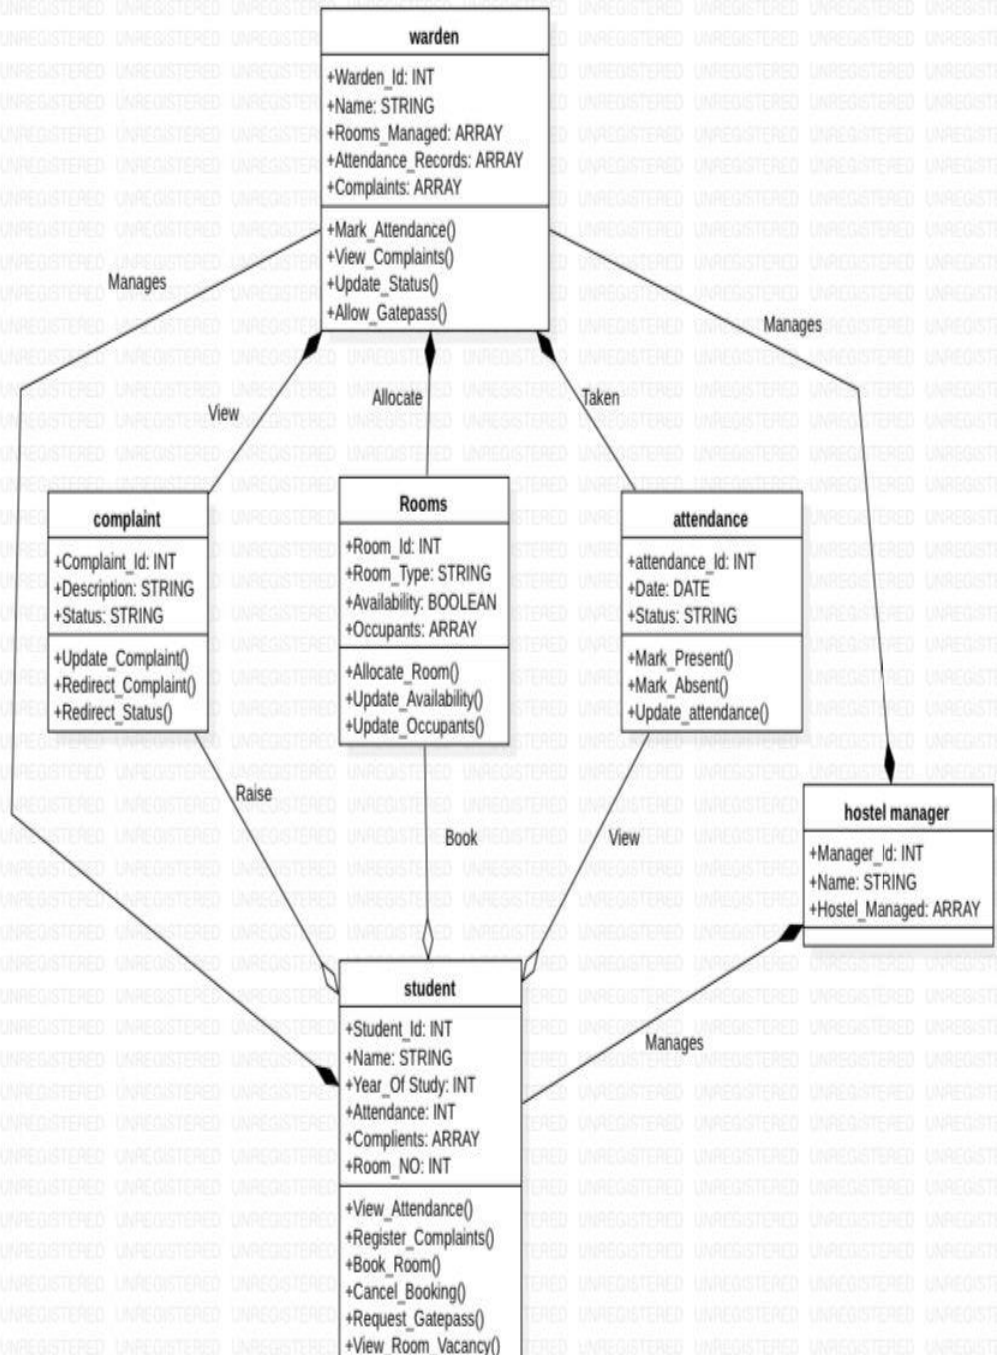 warden
+Warden_Id: INT
+Name: STRING
+Rooms_Managed: ARRAY
+Attendance_Records: ARRAY
+Complaints: ARRAY
+Mark_Attendance()
+View_Complaints()
+Update_Status()
+Allow_Gatepass()
Manages
Manages
View
Allocate
Taken
complaint
+Complaint_Id: INT
+Description: STRING
+Status: STRING
+Update_Complaint()
+Redirect_Complaint()
+Redirect_Status()
Rooms
+Room_Id: INT
+Room_Type: STRING
+Availability: BOOLEAN
+Occupants: ARRAY
+Allocate_Room()
+Update_Availability()
+Update_Occupants()
attendance
+attendance_Id: INT
+Date: DATE
+Status: STRING
+Mark_Present()
+Mark_Absent()
+Update_attendance()
Raise
Book
View
hostel manager
+Manager_Id: INT
+Name: STRING
+Hostel_Managed: ARRAY
Manages
student
+Student_Id: INT
+Name: STRING
+Year_Of Study: INT
+Attendance: INT
+Complients: ARRAY
+Room_NO: INT
+View_Attendance()
+Register_Complaints()
+Book_Room()
+Cancel_Booking()
+Request_Gatepass()
+View_Room_Vacancy()
UNREGISTERED